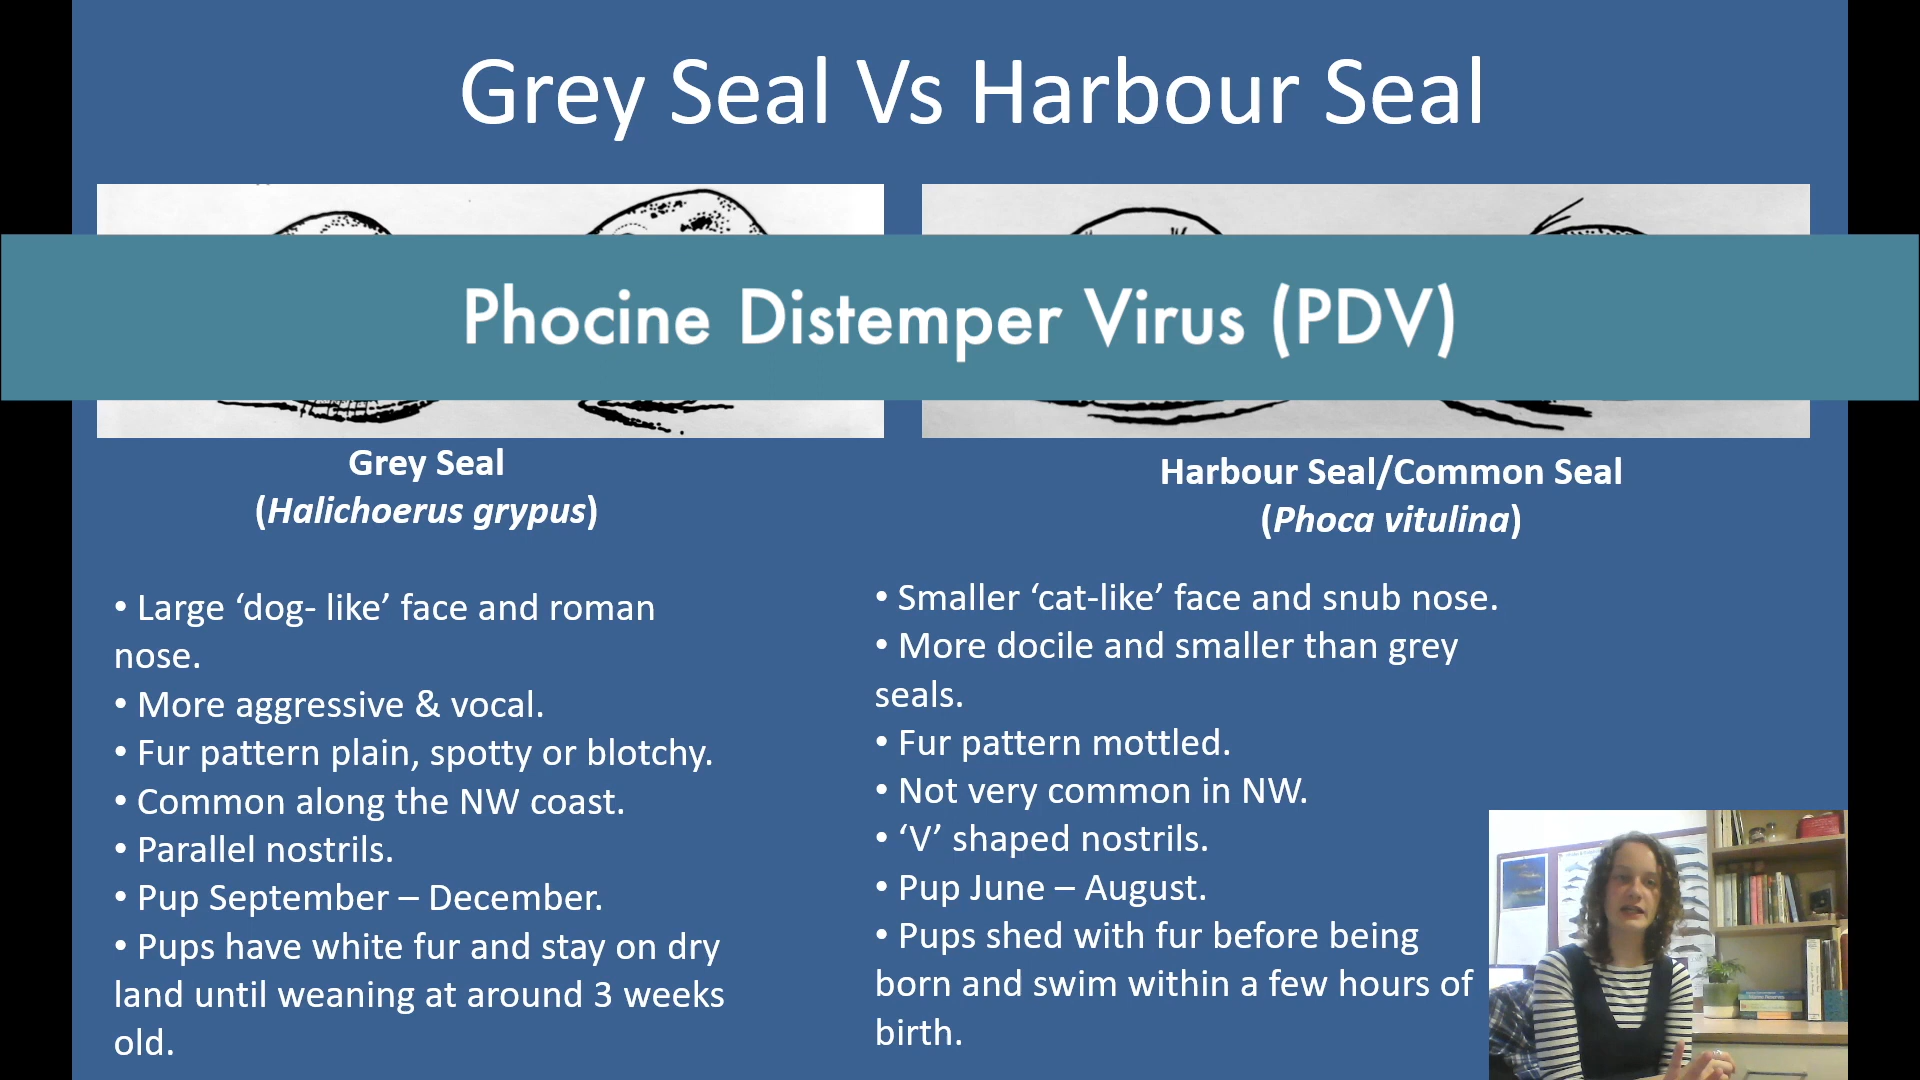 Grey Seal Vs Harbour Seal
Phocine Distemper Virus (PDV)
Grey Seal
(Halichoerus grypus)
• Large ‘dog- like’ face and roman
nose.
• More aggressive & vocal.
• Fur pattern plain, spotty or blotchy.
• Common along the NW coast.
• Parallel nostrils.
• Pup September – December.
• Pups have white fur and stay on dry
land until weaning at around 3 weeks
old.
Harbour Seal/Common Seal
(Phoca vitulina)
• Smaller ‘cat-like’ face and snub nose.
• More docile and smaller than grey
seals.
• Fur pattern mottled.
• Not very common in NW.
• ‘V’ shaped nostrils.
• Pup June – August.
• Pups shed with fur before being
born and swim within a few hours of
birth.